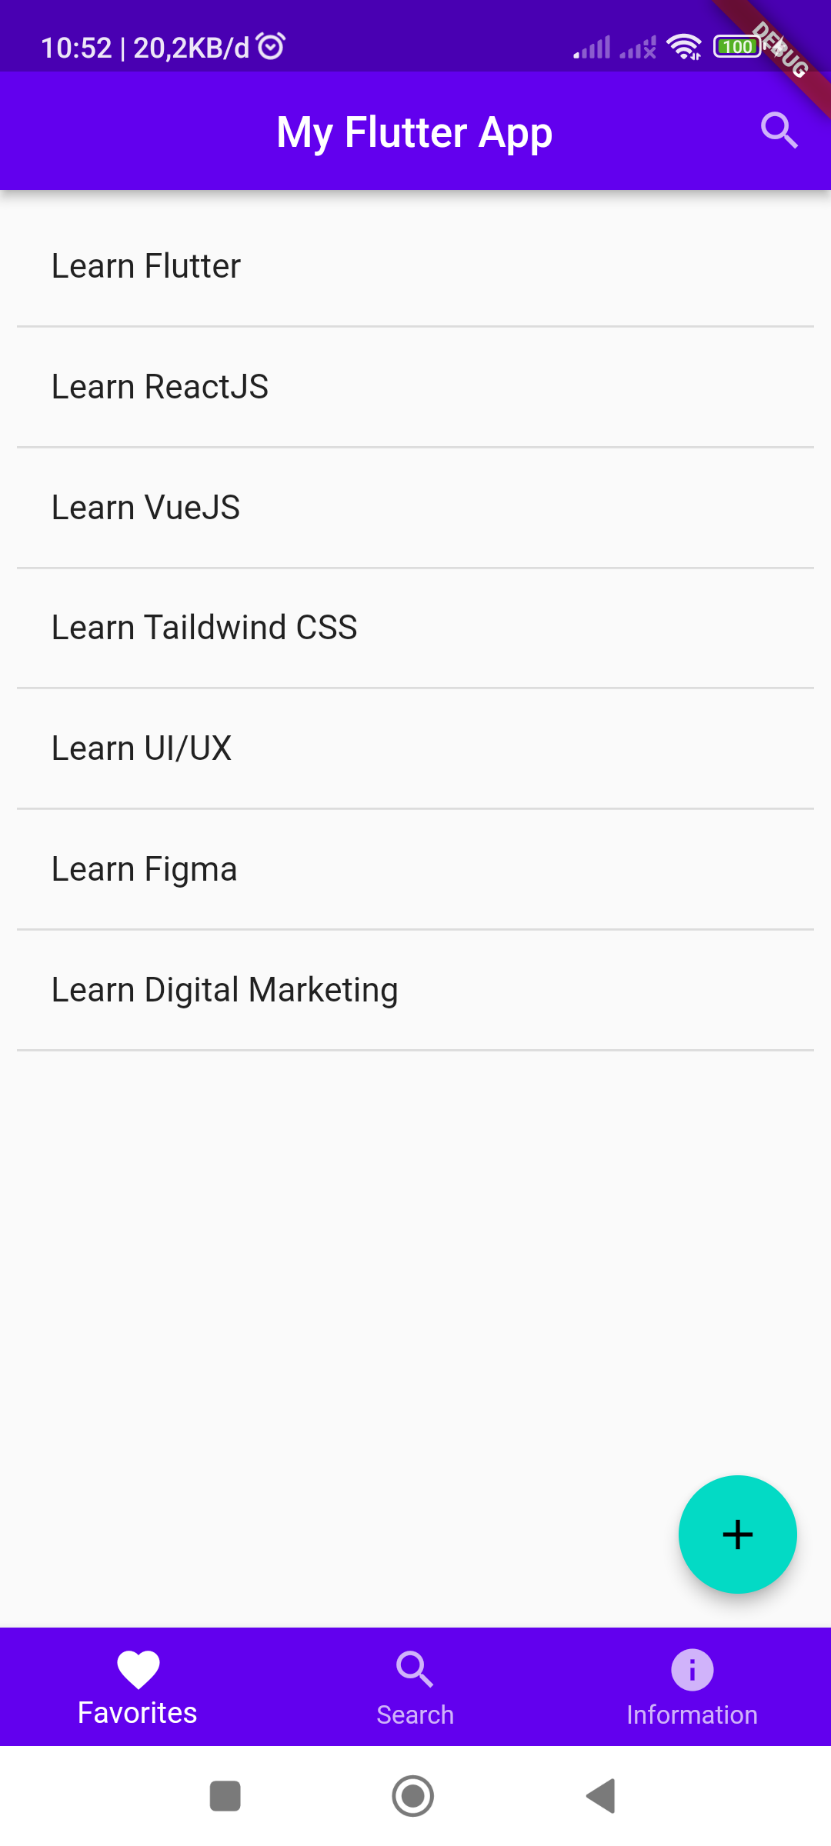 10:52 | 20,2KB/d
100
DEBUG
My Flutter App
Learn Flutter
Learn ReactJS
Learn VueJS
Learn Taildwind CSS
Learn UI/UX
Learn Figma
Learn Digital Marketing
Favorites
Search
Information